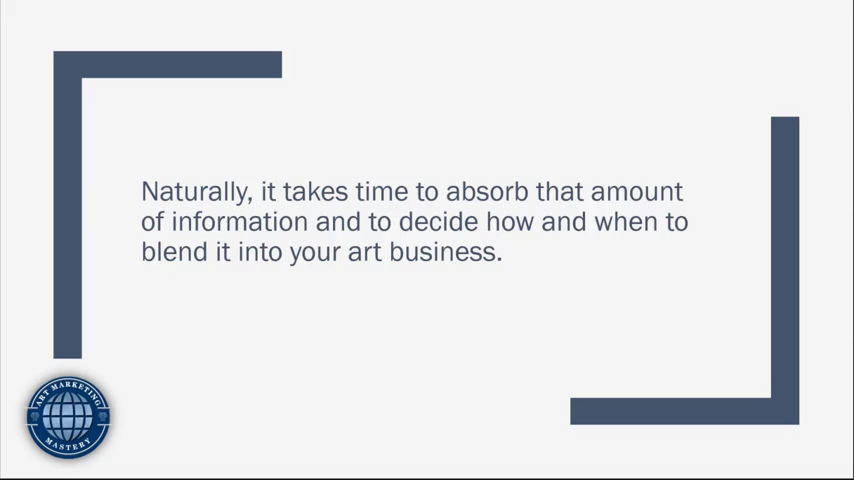 Naturally, it takes time to absorb that amount
of information and to decide how and when to
blend it into your art business.
ART MARKETING
MASTERY